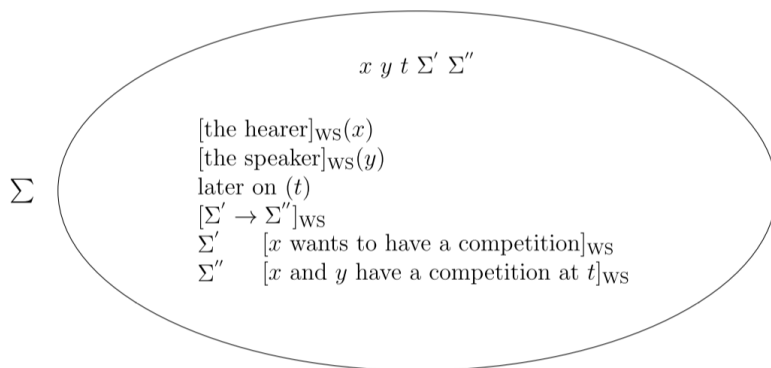 x y t Σ′ Σ″
[the hearer]WS(x)
[the speaker]WS(y)
later on (t)
Σ
[Σ′ → Σ″]WS
Σ′ [x wants to have a competition]WS
Σ″ [x and y have a competition at t]WS